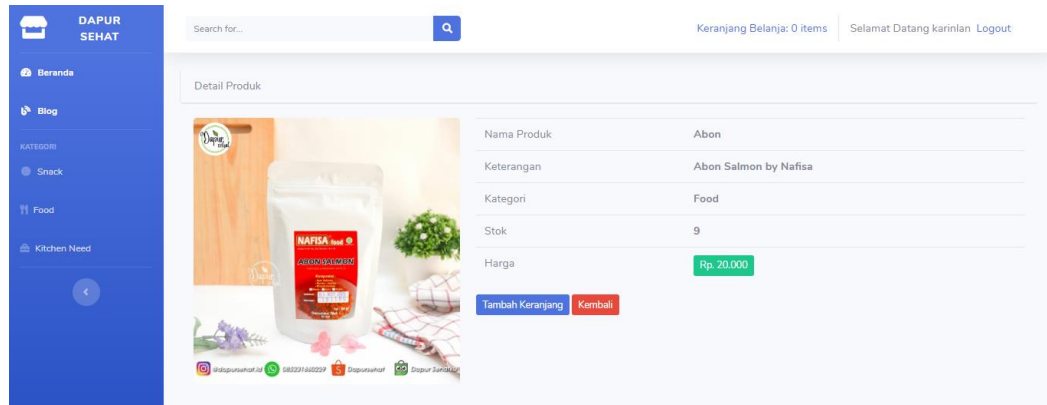 DAPUR
SEHAT
Search for...
Keranjang Belanja: 0 items
Selamat Datang karinlan Logout
Beranda
Blog
KATEGORI
Snack
Food
Kitchen Need
Detail Produk
Dapur
NAFISA food
ABON SALMON
Dapursehat
Nama Produk Abon
Keterangan Abon Salmon by Nafisa
Kategori Food
Stok 9
Harga Rp. 20.000
Tambah Keranjang Kembali